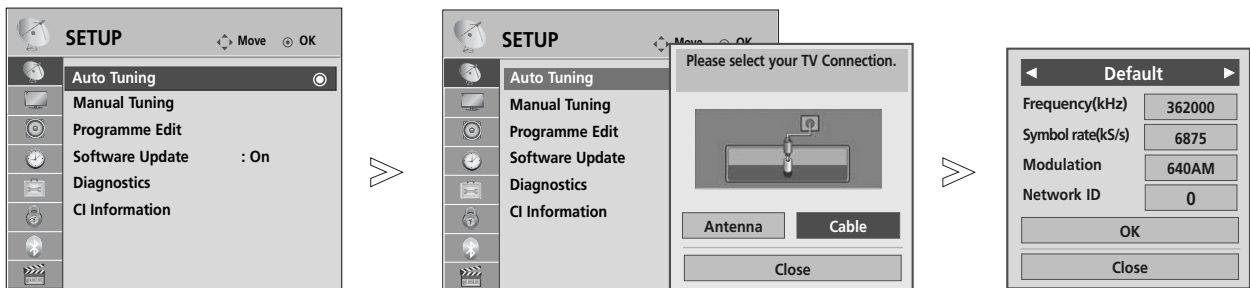 SETUP
Move OK
Auto Tuning
Manual Tuning
Programme Edit
Software Update : On
Diagnostics
CI Information
SETUP
Move OK
Auto Tuning
Manual Tuning
Programme Edit
Software Update
Diagnostics
CI Information
Please select your TV Connection.
Antenna Cable
Close
Default
Frequency(kHz) 362000
Symbol rate(kS/s) 6875
Modulation 640AM
Network ID 0
OK
Close